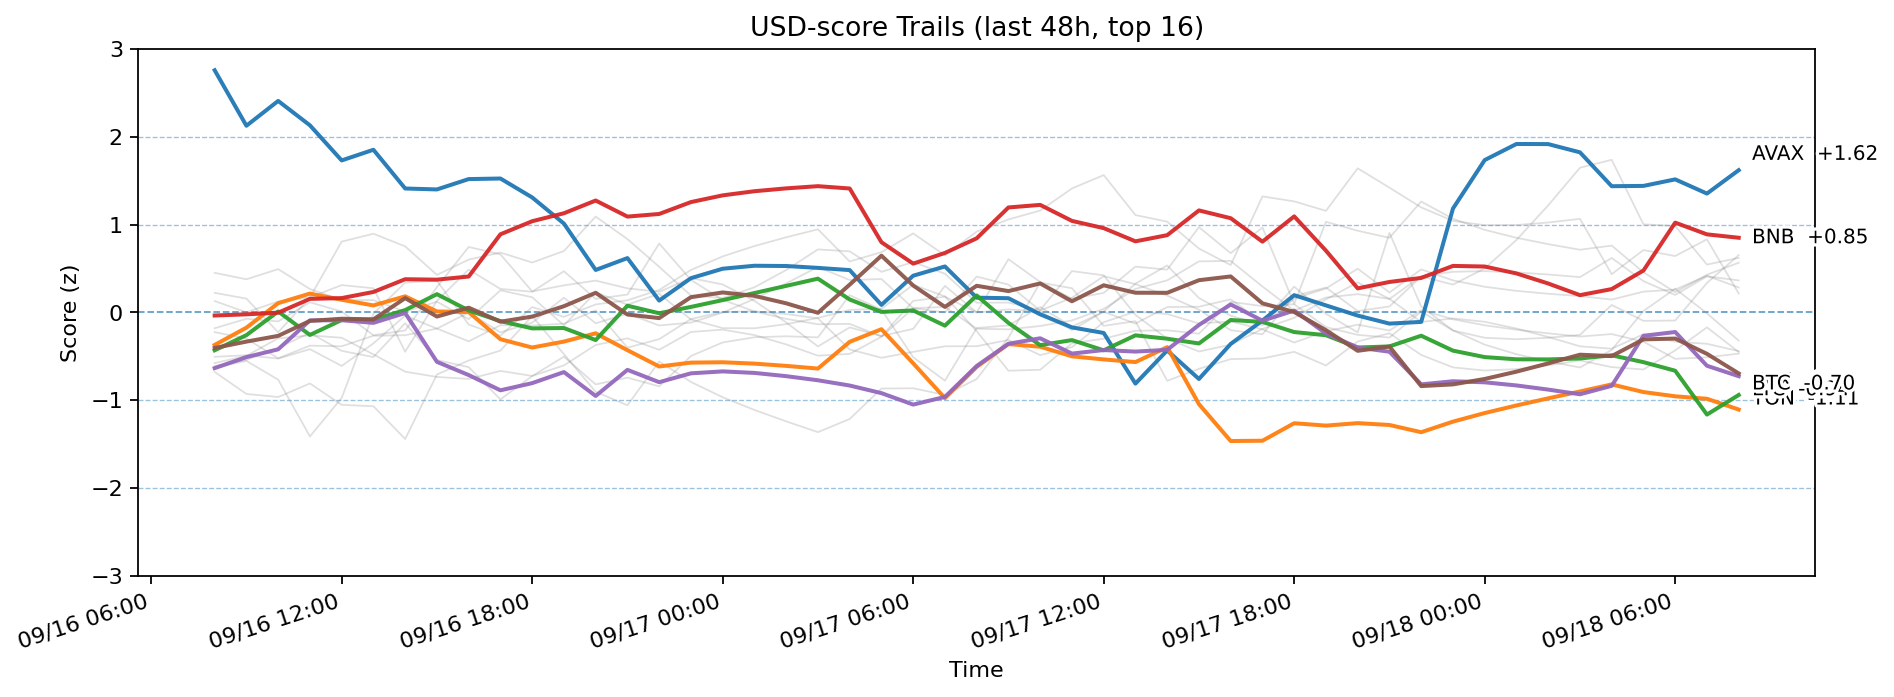 USD-score Trails (last 48h, top 16)
Score (z)
3
2
1
0
−1
−2
−3
AVAX +1.62
BNB +0.85
BTC -0.70
TON -1.11
09/16 06:00
09/16 12:00
09/16 18:00
09/17 00:00
09/17 06:00
09/17 12:00
09/17 18:00
09/18 00:00
09/18 06:00
Time